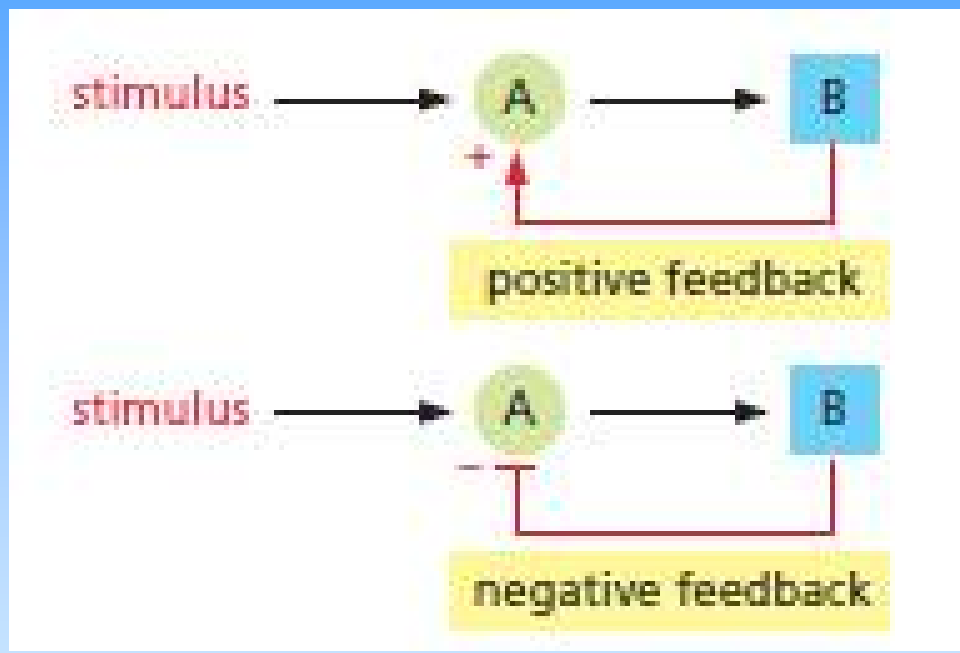 stimulus A B
+
positive feedback
stimulus A B
–
negative feedback